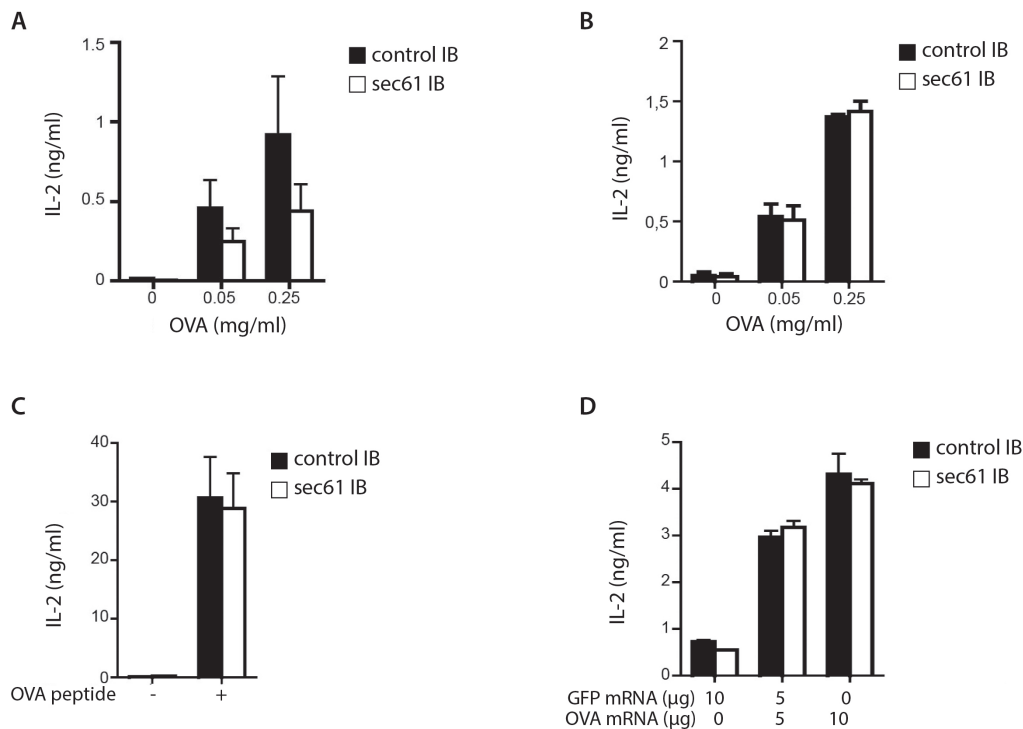 A
1.5
1
0.5
0
IL-2 (ng/ml)
0 0.05 0.25
OVA (mg/ml)
control IB
sec61 IB
B
2
1,5
1
0,5
0
IL-2 (ng/ml)
0 0.05 0.25
OVA (mg/ml)
control IB
sec61 IB
C
40
30
20
10
0
IL-2 (ng/ml)
OVA peptide - +
control IB
sec61 IB
D
5
4
3
2
1
0
IL-2 (ng/ml)
GFP mRNA (µg) 10 5 0
OVA mRNA (µg) 0 5 10
control IB
sec61 IB